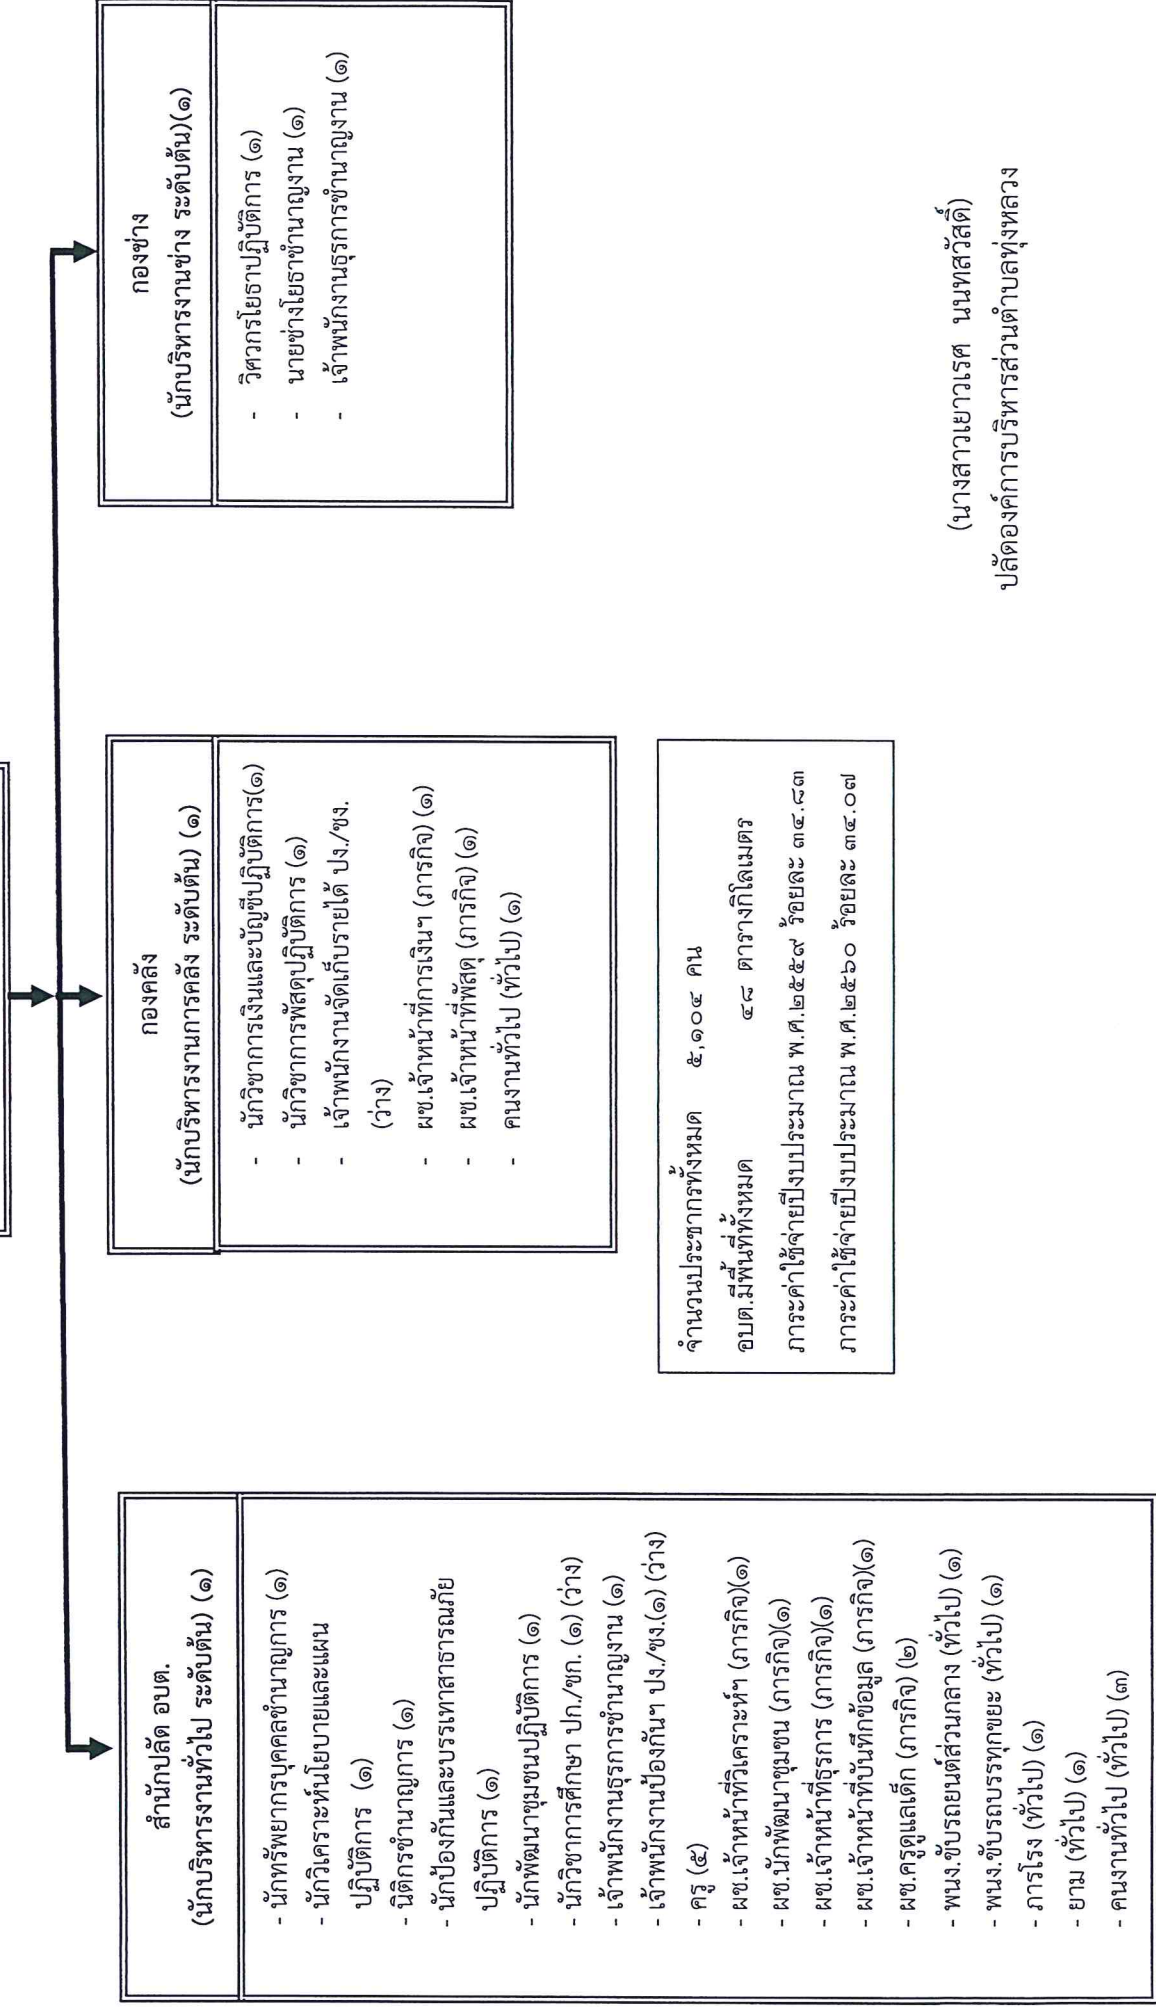 สำนักปลัด อบต.
(นักบริหารงานทั่วไป ระดับต้น) (๑)
- นักทรัพยากรบุคคลชำนาญการ (๑)
- นักวิเคราะห์นโยบายและแผน
ปฏิบัติการ (๑)
- นิติกรชำนาญการ (๑)
- นักป้องกันและบรรเทาสาธารณภัย
ปฏิบัติการ (๑)
- นักพัฒนาชุมชนปฏิบัติการ (๑)
- นักวิชาการศึกษา ปก./ชก. (๑) (ว่าง)
- เจ้าพนักงานธุรการชำนาญงาน (๑)
- เจ้าพนักงานป้องกันฯ ปง./ชง.(๑) (ว่าง)
- ครู (๕)
- ผช.เจ้าหน้าที่วิเคราะห์ฯ (ภารกิจ)(๑)
- ผช.นักพัฒนาชุมชน (ภารกิจ)(๑)
- ผช.เจ้าหน้าที่ธุรการ (ภารกิจ)(๑)
- ผช.เจ้าหน้าที่บันทึกข้อมูล (ภารกิจ)(๑)
- ผช.ครูดูแลเด็ก (ภารกิจ) (๒)
- พนง.ขับรถยนต์ส่วนกลาง (ทั่วไป) (๑)
- พนง.ขับรถบรรทุกขยะ (ทั่วไป) (๑)
- ภารโรง (ทั่วไป) (๑)
- ยาม (ทั่วไป) (๑)
- คนงานทั่วไป (ทั่วไป) (๓)
กองคลัง
(นักบริหารงานการคลัง ระดับต้น) (๑)
- นักวิชาการเงินและบัญชีปฏิบัติการ(๑)
- นักวิชาการพัสดุปฏิบัติการ (๑)
- เจ้าพนักงานจัดเก็บรายได้ ปง./ชง.
(ว่าง)
- ผช.เจ้าหน้าที่การเงินฯ (ภารกิจ) (๑)
- ผช.เจ้าหน้าที่พัสดุ (ภารกิจ) (๑)
- คนงานทั่วไป (ทั่วไป) (๑)
จำนวนประชากรทั้งหมด ๕,๑๐๔ คน
อบต.มีพื้นที่ทั้งหมด ๔๘ ตารางกิโลเมตร
ภาระค่าใช้จ่ายปีงบประมาณ พ.ศ.๒๕๕๙ ร้อยละ ๓๔.๘๓
ภาระค่าใช้จ่ายปีงบประมาณ พ.ศ.๒๕๖๐ ร้อยละ ๓๔.๐๗
กองช่าง
(นักบริหารงานช่าง ระดับต้น)(๑)
- วิศวกรโยธาปฏิบัติการ (๑)
- นายช่างโยธาชำนาญงาน (๑)
- เจ้าพนักงานธุรการชำนาญงาน (๑)
(นางสาวเยาวเรศ นนทสวัสดิ์)
ปลัดองค์การบริหารส่วนตำบลทุ่งหลวง